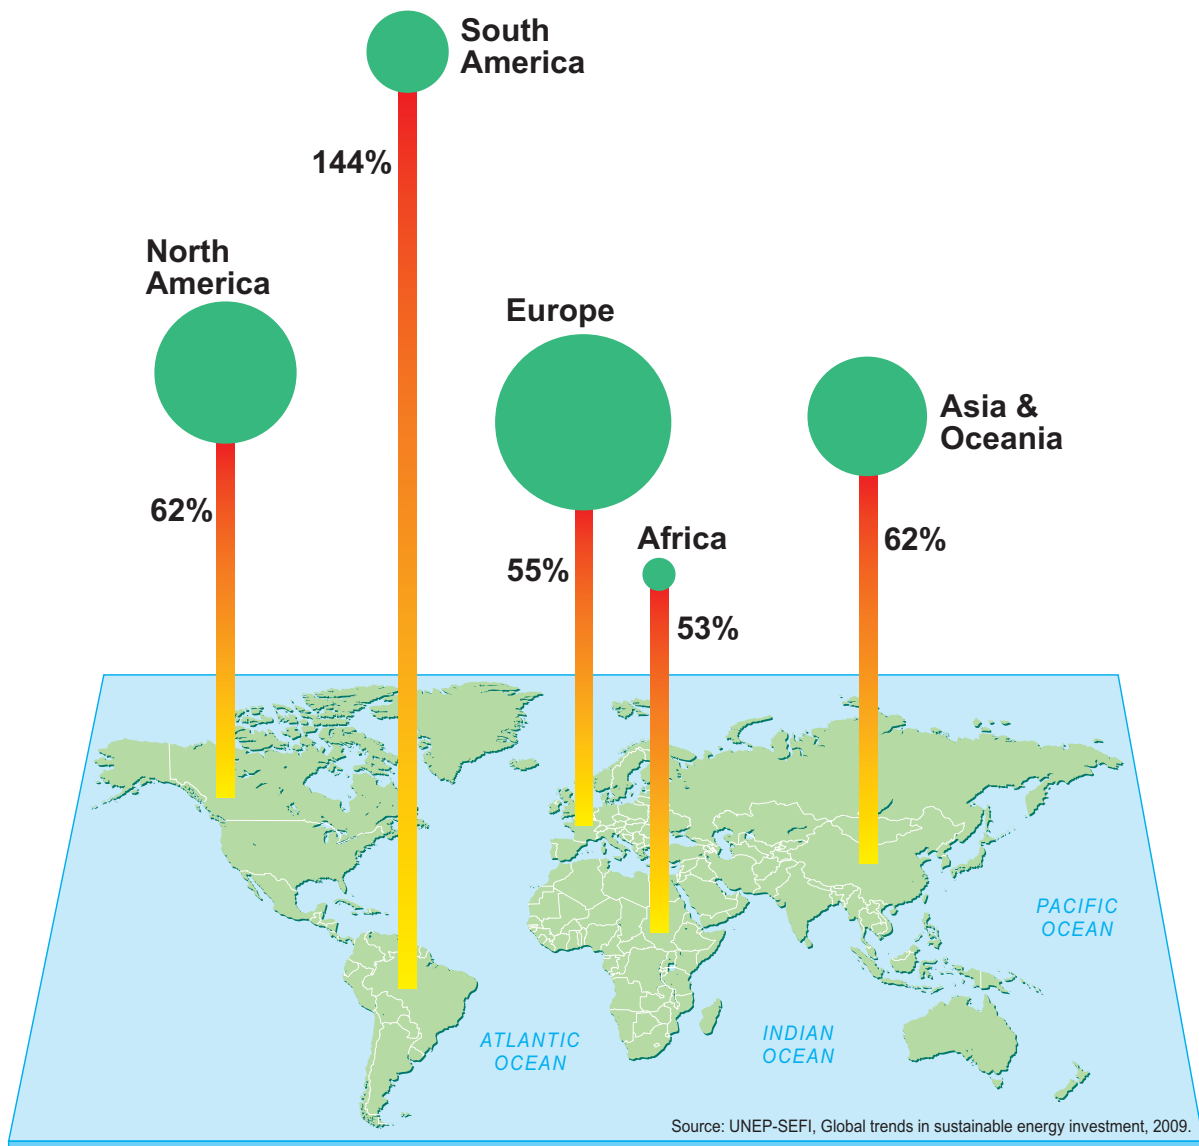 South
America
144%
North
America
62%
Europe
55%
Africa
53%
Asia &
Oceania
62%
PACIFIC
OCEAN
ATLANTIC
OCEAN
INDIAN
OCEAN
Source: UNEP-SEFI, Global trends in sustainable energy investment, 2009.